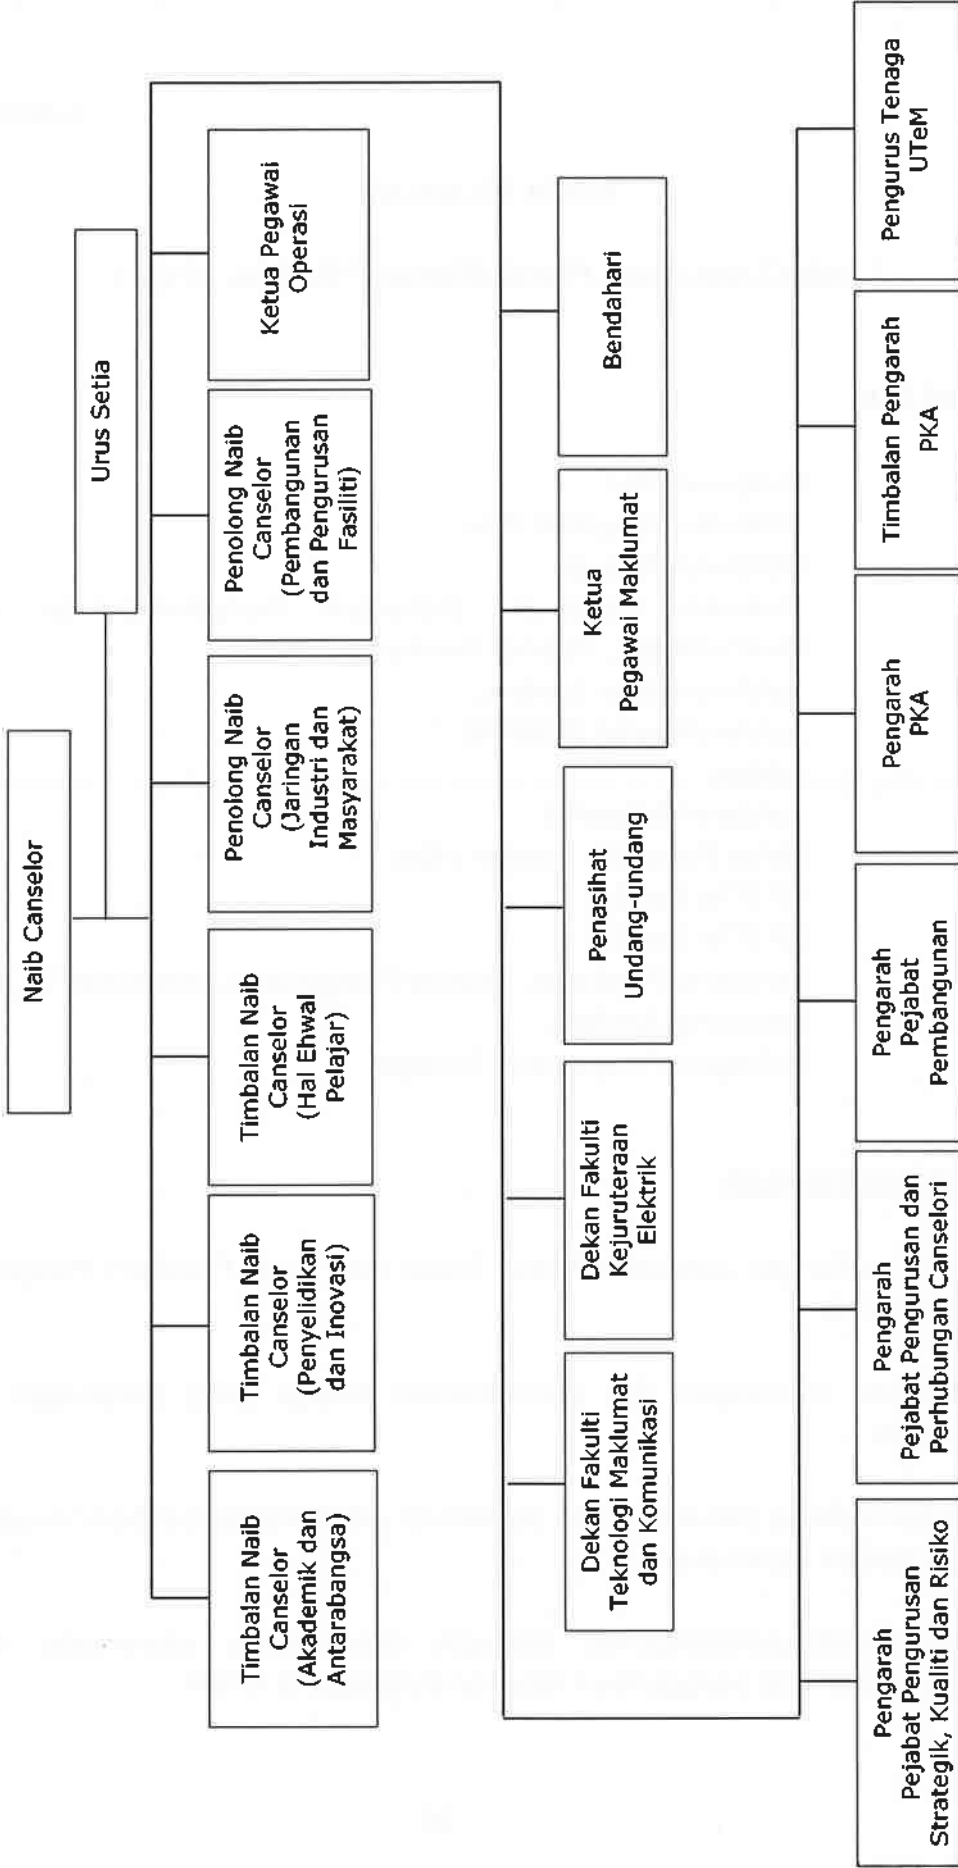 Naib Canselor
Urus Setia
Timbalan Naib
Canselor
(Akademik dan
Antarabangsa)
Timbalan Naib
Canselor
(Penyelidikan
dan Inovasi)
Timbalan Naib
Canselor
(Hal Ehwal
Pelajar)
Penolong Naib
Canselor
(Jaringan
Industri dan
Masyarakat)
Penolong Naib
Canselor
(Pembangunan
dan Pengurusan
Fasiliti)
Ketua Pegawai
Operasi
Dekan Fakulti
Teknologi Maklumat
dan Komunikasi
Dekan Fakulti
Kejuruteraan
Elektrik
Penasihat
Undang-undang
Ketua
Pegawai Maklumat
Bendahari
Pengarah
Pejabat Pengurusan
Strategik, Kualiti dan Risiko
Pengarah
Pejabat Pengurusan dan
Perhubungan Canselori
Pengarah
Pejabat
Pembangunan
Pengarah
PKA
Timbalan Pengarah
PKA
Pengurus Tenaga
UTeM